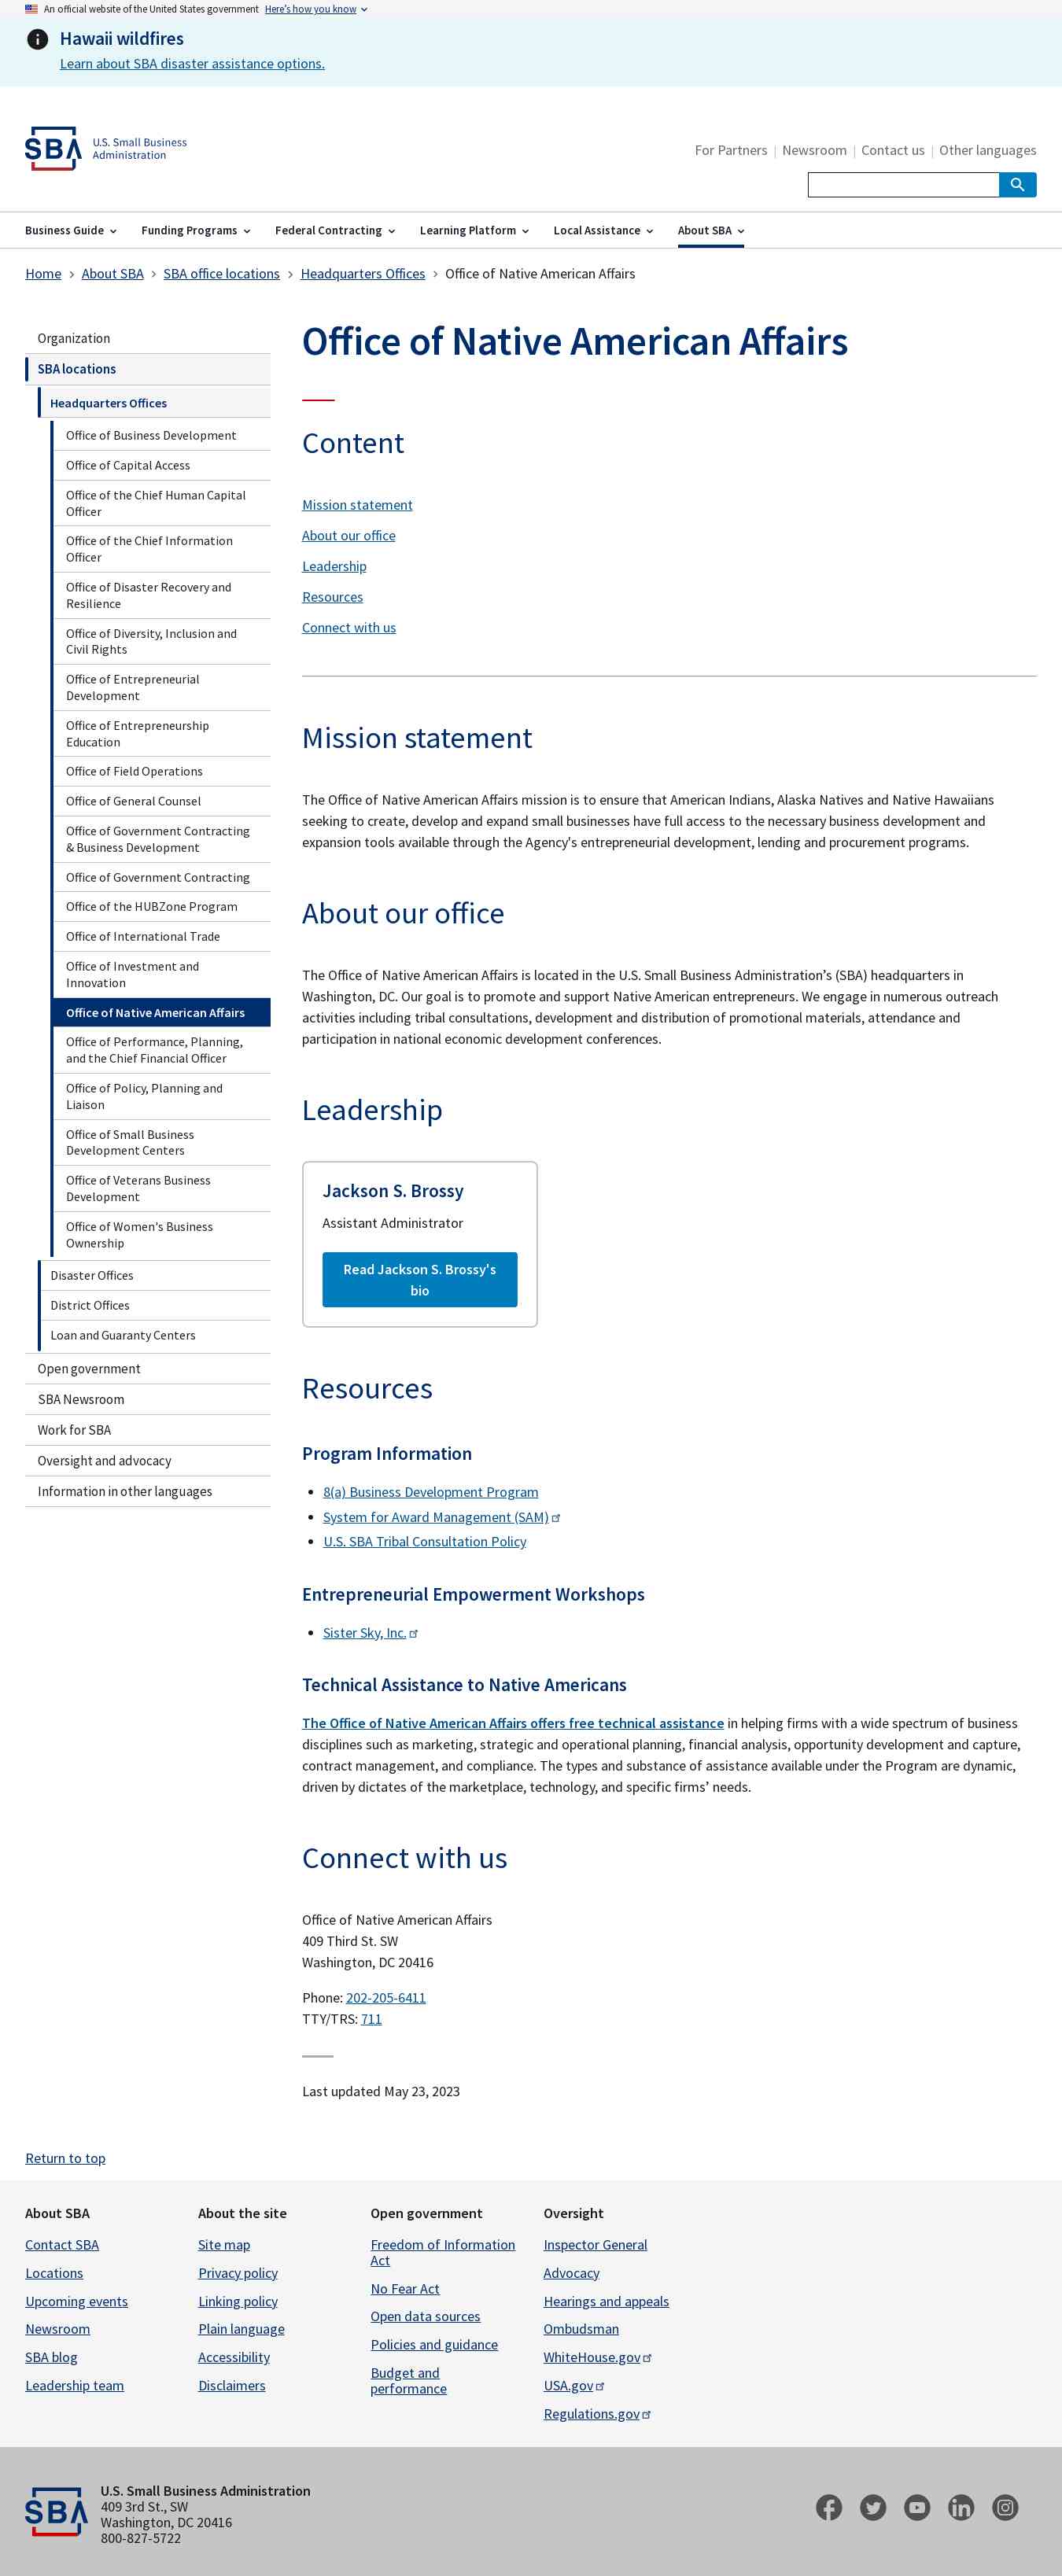 An official website of the United States government Here's how you know
Hawaii wildfires
Learn about SBA disaster assistance options.
SBA
U.S. Small Business
Administration
For Partners
Newsroom
Contact us
Other languages
Business Guide
Funding Programs
Federal Contracting
Learning Platform
Local Assistance
About SBA
Home > About SBA > SBA office locations > Headquarters Offices > Office of Native American Affairs
Organization
SBA locations
Headquarters Offices
Office of Business Development
Office of Capital Access
Office of the Chief Human Capital
Officer
Office of the Chief Information
Officer
Office of Disaster Recovery and
Resilience
Office of Diversity, Inclusion and
Civil Rights
Office of Entrepreneurial
Development
Office of Entrepreneurship
Education
Office of Field Operations
Office of General Counsel
Office of Government Contracting
& Business Development
Office of Government Contracting
Office of the HUBZone Program
Office of International Trade
Office of Investment and
Innovation
Office of Native American Affairs
Office of Performance, Planning,
and the Chief Financial Officer
Office of Policy, Planning and
Liaison
Office of Small Business
Development Centers
Office of Veterans Business
Development
Office of Women's Business
Ownership
Disaster Offices
District Offices
Loan and Guaranty Centers
Open government
SBA Newsroom
Work for SBA
Oversight and advocacy
Information in other languages
Office of Native American Affairs
Content
Mission statement
About our office
Leadership
Resources
Connect with us
Mission statement
The Office of Native American Affairs mission is to ensure that American Indians, Alaska Natives and Native Hawaiians
seeking to create, develop and expand small businesses have full access to the necessary business development and
expansion tools available through the Agency's entrepreneurial development, lending and procurement programs.
About our office
The Office of Native American Affairs is located in the U.S. Small Business Administration’s (SBA) headquarters in
Washington, DC. Our goal is to promote and support Native American entrepreneurs. We engage in numerous outreach
activities including tribal consultations, development and distribution of promotional materials, attendance and
participation in national economic development conferences.
Leadership
Jackson S. Brossy
Assistant Administrator
Read Jackson S. Brossy's
bio
Resources
Program Information
8(a) Business Development Program
System for Award Management (SAM)
U.S. SBA Tribal Consultation Policy
Entrepreneurial Empowerment Workshops
Sister Sky, Inc.
Technical Assistance to Native Americans
The Office of Native American Affairs offers free technical assistance in helping firms with a wide spectrum of business
disciplines such as marketing, strategic and operational planning, financial analysis, opportunity development and capture,
contract management, and compliance. The types and substance of assistance available under the Program are dynamic,
driven by dictates of the marketplace, technology, and specific firms’ needs.
Connect with us
Office of Native American Affairs
409 Third St. SW
Washington, DC 20416
Phone: 202-205-6411
TTY/TRS: 711
Last updated May 23, 2023
Return to top
About SBA
Contact SBA
Locations
Upcoming events
Newsroom
SBA blog
Leadership team
About the site
Site map
Privacy policy
Linking policy
Plain language
Accessibility
Disclaimers
Open government
Freedom of Information
Act
No Fear Act
Open data sources
Policies and guidance
Budget and
performance
Oversight
Inspector General
Advocacy
Hearings and appeals
Ombudsman
WhiteHouse.gov
USA.gov
Regulations.gov
SBA
U.S. Small Business Administration
409 3rd St., SW
Washington, DC 20416
800-827-5722